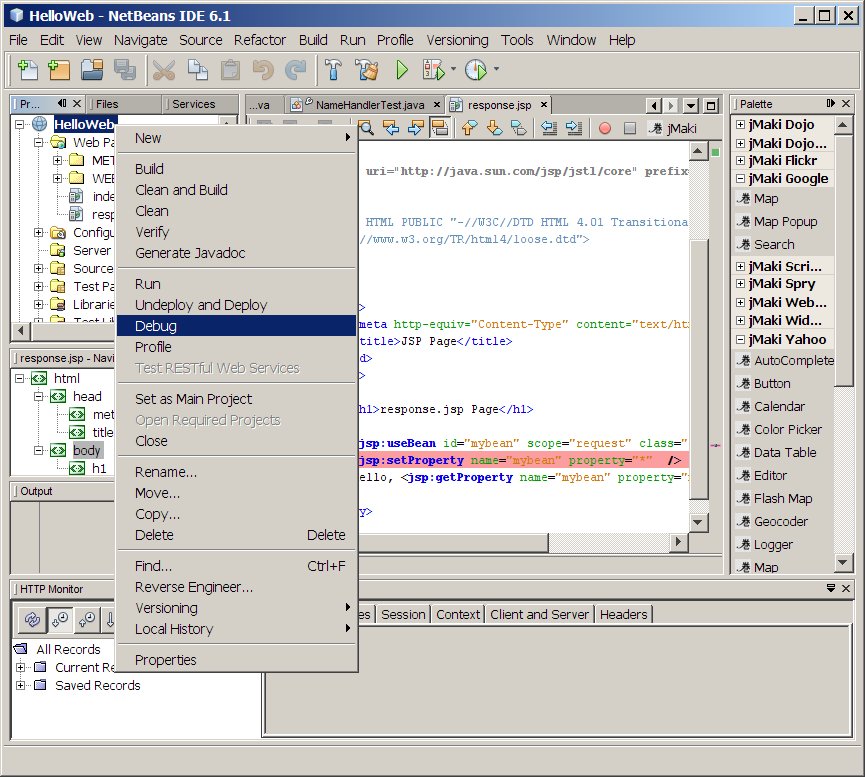 HelloWeb - NetBeans IDE 6.1
File Edit View Navigate Source Refactor Build Run Profile Versioning Tools Window Help
Pr... Files Services
...va NameHandlerTest.java response.jsp
Palette
HelloWeb
Web Pa
MET
WEB
inde
resp
Configu
Server
Source
Test Pa
Librarie
New
Build
Clean and Build
Clean
Verify
Generate Javadoc
Run
Undeploy and Deploy
Debug
Profile
Test RESTful Web Services
Set as Main Project
Open Required Projects
Close
Rename...
Move...
Copy...
Delete Delete
Find... Ctrl+F
Reverse Engineer...
Versioning
Local History
Properties
jMaki
uri="http://java.sun.com/jsp/jstl/core" prefix
HTML PUBLIC "-//W3C//DTD HTML 4.01 Transitiona
//www.w3.org/TR/html4/loose.dtd">
>
meta http-equiv="Content-Type" content="text/ht
title>JSP Page</title>
d>
>
h1>response.jsp Page</h1>
jsp:useBean id="mybean" scope="request" class="
jsp:setProperty name="mybean" property="*" />
ello, <jsp:getProperty name="mybean" property="
y>
jMaki Dojo
jMaki Dojo...
jMaki Flickr
jMaki Google
Map
Map Popup
Search
jMaki Scri...
jMaki Spry
jMaki Web...
jMaki Wid...
jMaki Yahoo
AutoComplete
Button
Calendar
Color Picker
Data Table
Editor
Flash Map
Geocoder
Logger
Map
response.jsp - Navi
html
head
met
title
body
h1
Output
HTTP Monitor
All Records
Current Re
Saved Records
es Session Context Client and Server Headers